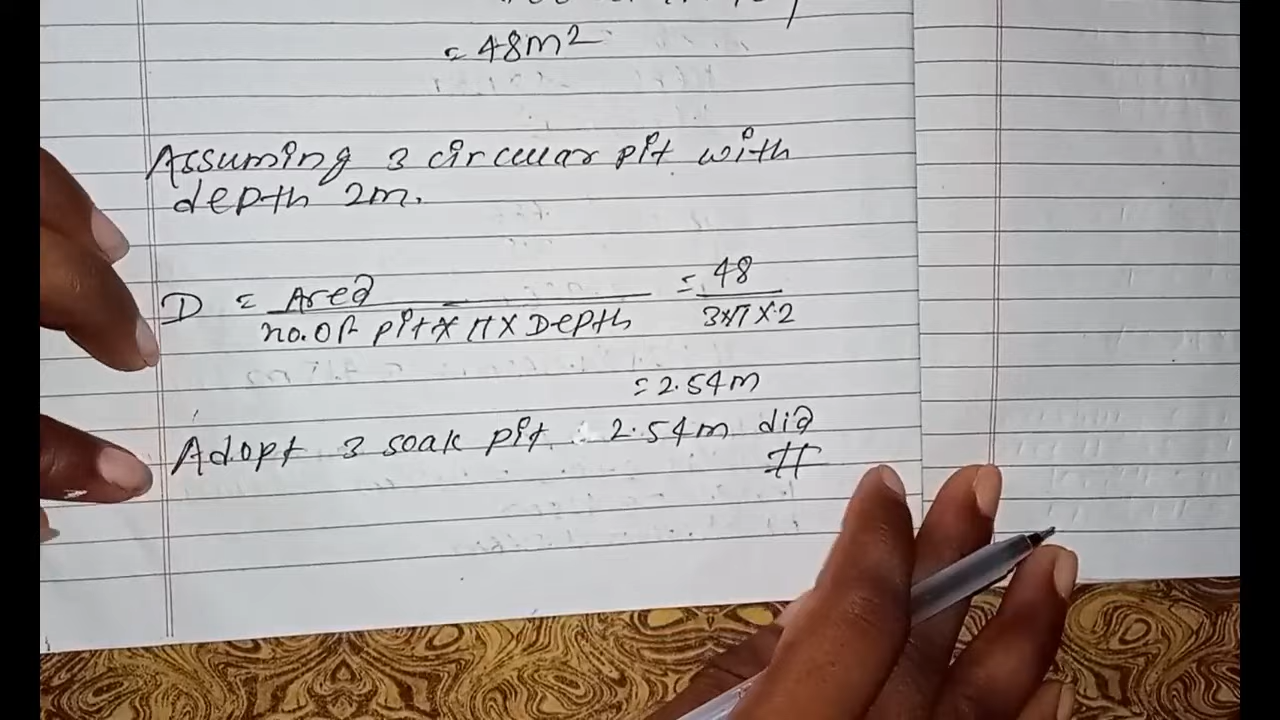 = 48m2
Assuming 3 circular pit with
depth 2m.
D = Area / no. of pit × π × Depth = 48 / 3×π×2
= 2.54m
Adopt 3 soak pit = 2.54m dia